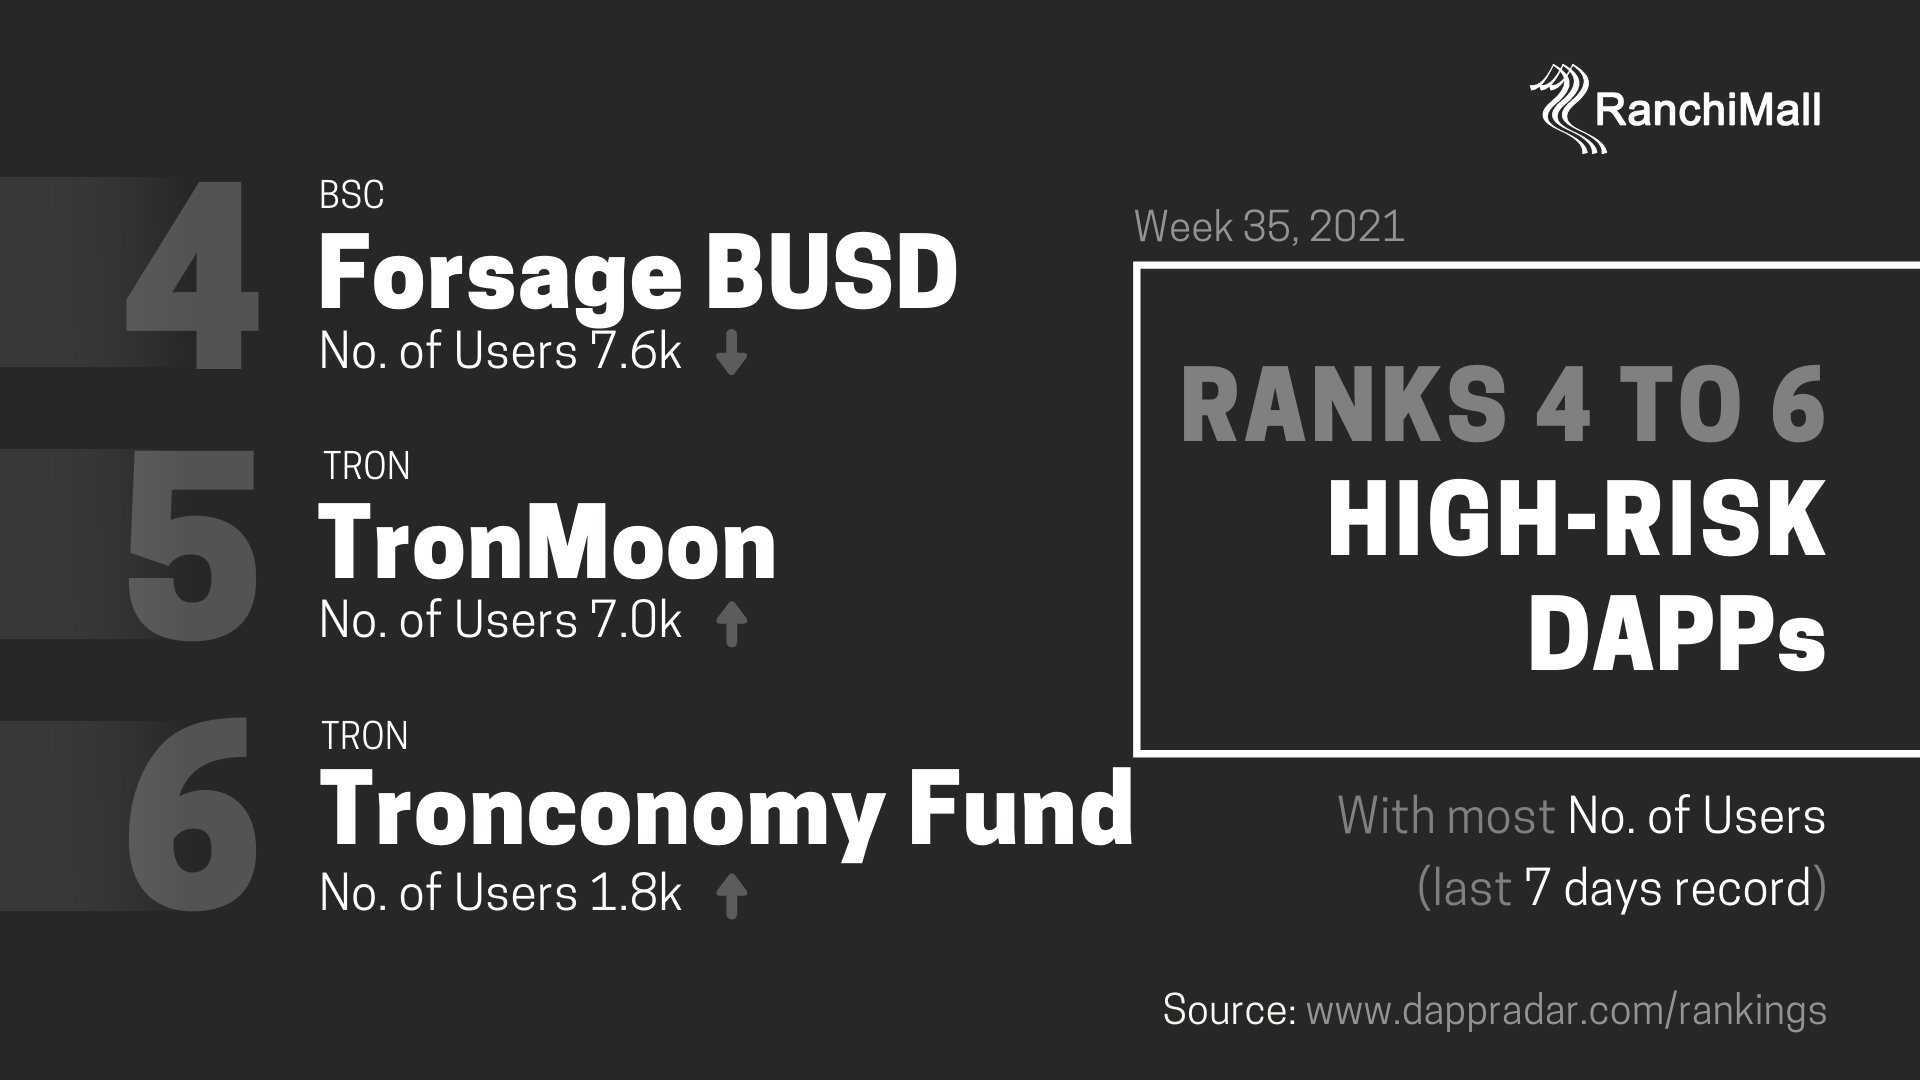 RanchiMall
4
BSC
Forsage BUSD
No. of Users 7.6k
5
TRON
TronMoon
No. of Users 7.0k
6
TRON
Tronconomy Fund
No. of Users 1.8k
Week 35, 2021
RANKS 4 TO 6
HIGH-RISK
DAPPs
With most No. of Users
(last 7 days record)
Source: www.dappradar.com/rankings